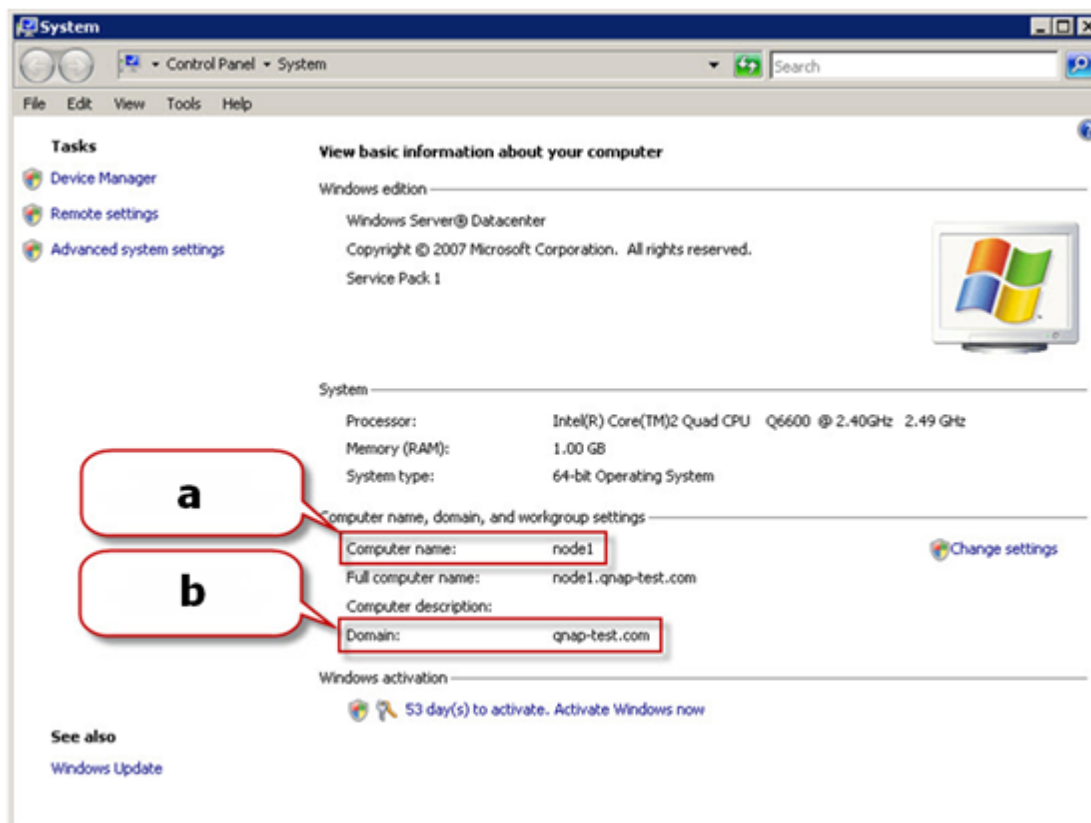 System
Control Panel System
Search
File Edit View Tools Help
Tasks
Device Manager
Remote settings
Advanced system settings
View basic information about your computer
Windows edition
Windows Server® Datacenter
Copyright © 2007 Microsoft Corporation. All rights reserved.
Service Pack 1
System
Processor: Intel(R) Core(TM)2 Quad CPU Q6600 @ 2.40GHz 2.49 GHz
Memory (RAM): 1.00 GB
System type: 64-bit Operating System
a
Computer name, domain, and workgroup settings
Computer name: node1
Change settings
Full computer name: node1.qnap-test.com
b
Computer description:
Domain: qnap-test.com
Windows activation
53 day(s) to activate. Activate Windows now
See also
Windows Update